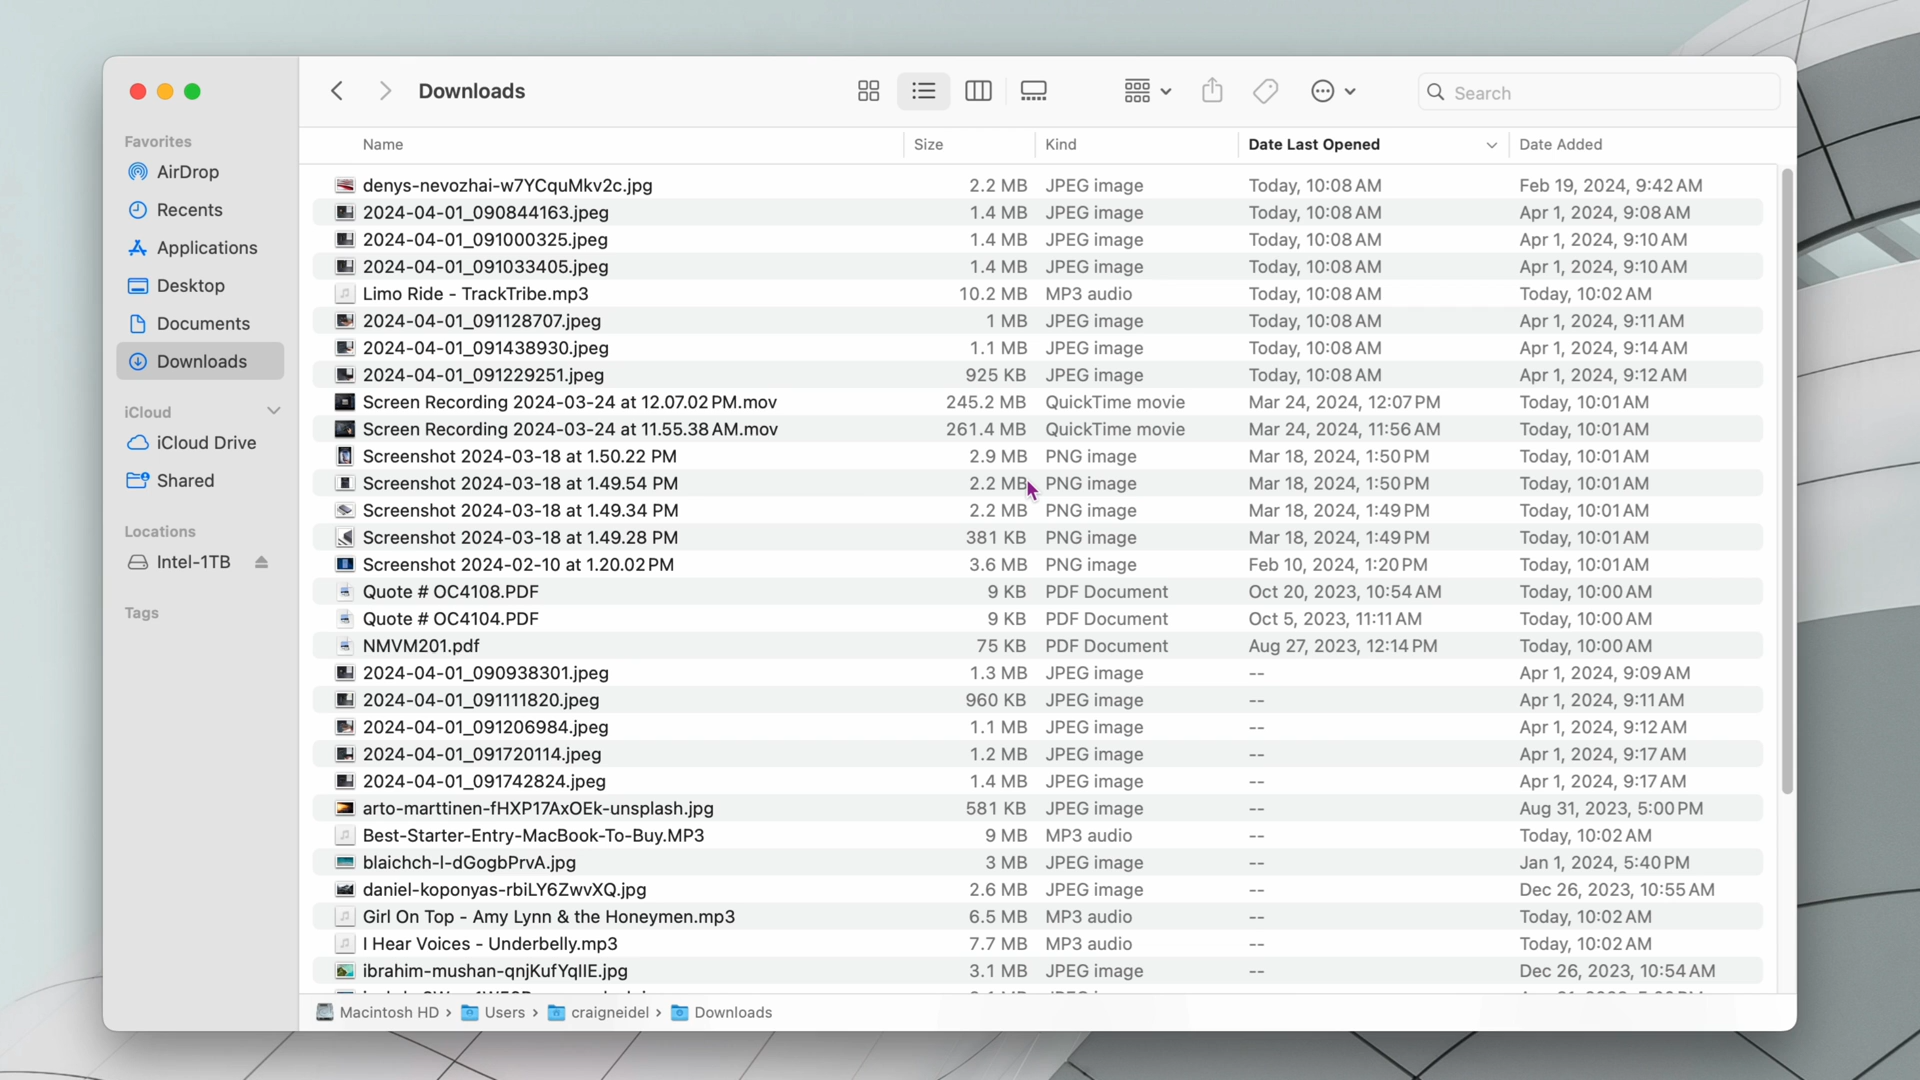 Downloads
Search
Favorites
AirDrop
Recents
Applications
Desktop
Documents
Downloads
iCloud
iCloud Drive
Shared
Locations
Intel-1TB
Tags
Name Size Kind Date Last Opened Date Added
denys-nevozhai-w7YCquMkv2c.jpg 2.2 MB JPEG image Today, 10:08 AM Feb 19, 2024, 9:42 AM
2024-04-01_090844163.jpeg 1.4 MB JPEG image Today, 10:08 AM Apr 1, 2024, 9:08 AM
2024-04-01_091000325.jpeg 1.4 MB JPEG image Today, 10:08 AM Apr 1, 2024, 9:10 AM
2024-04-01_091033405.jpeg 1.4 MB JPEG image Today, 10:08 AM Apr 1, 2024, 9:10 AM
Limo Ride - TrackTribe.mp3 10.2 MB MP3 audio Today, 10:08 AM Today, 10:02 AM
2024-04-01_091128707.jpeg 1 MB JPEG image Today, 10:08 AM Apr 1, 2024, 9:11 AM
2024-04-01_091438930.jpeg 1.1 MB JPEG image Today, 10:08 AM Apr 1, 2024, 9:14 AM
2024-04-01_091229251.jpeg 925 KB JPEG image Today, 10:08 AM Apr 1, 2024, 9:12 AM
Screen Recording 2024-03-24 at 12.07.02 PM.mov 245.2 MB QuickTime movie Mar 24, 2024, 12:07 PM Today, 10:01 AM
Screen Recording 2024-03-24 at 11.55.38 AM.mov 261.4 MB QuickTime movie Mar 24, 2024, 11:56 AM Today, 10:01 AM
Screenshot 2024-03-18 at 1.50.22 PM 2.9 MB PNG image Mar 18, 2024, 1:50 PM Today, 10:01 AM
Screenshot 2024-03-18 at 1.49.54 PM 2.2 MB PNG image Mar 18, 2024, 1:50 PM Today, 10:01 AM
Screenshot 2024-03-18 at 1.49.34 PM 2.2 MB PNG image Mar 18, 2024, 1:49 PM Today, 10:01 AM
Screenshot 2024-03-18 at 1.49.28 PM 381 KB PNG image Mar 18, 2024, 1:49 PM Today, 10:01 AM
Screenshot 2024-02-10 at 1.20.02 PM 3.6 MB PNG image Feb 10, 2024, 1:20 PM Today, 10:01 AM
Quote # OC4108.PDF 9 KB PDF Document Oct 20, 2023, 10:54 AM Today, 10:00 AM
Quote # OC4104.PDF 9 KB PDF Document Oct 5, 2023, 11:11 AM Today, 10:00 AM
NMVM201.pdf 75 KB PDF Document Aug 27, 2023, 12:14 PM Today, 10:00 AM
2024-04-01_090938301.jpeg 1.3 MB JPEG image -- Apr 1, 2024, 9:09 AM
2024-04-01_091111820.jpeg 960 KB JPEG image -- Apr 1, 2024, 9:11 AM
2024-04-01_091206984.jpeg 1.1 MB JPEG image -- Apr 1, 2024, 9:12 AM
2024-04-01_091720114.jpeg 1.2 MB JPEG image -- Apr 1, 2024, 9:17 AM
2024-04-01_091742824.jpeg 1.4 MB JPEG image -- Apr 1, 2024, 9:17 AM
arto-marttinen-fHXP17AxOEk-unsplash.jpg 581 KB JPEG image -- Aug 31, 2023, 5:00 PM
Best-Starter-Entry-MacBook-To-Buy.MP3 9 MB MP3 audio -- Today, 10:02 AM
blaichch-l-dGogbPrvA.jpg 3 MB JPEG image -- Jan 1, 2024, 5:40 PM
daniel-koponyas-rbiLY6ZwvXQ.jpg 2.6 MB JPEG image -- Dec 26, 2023, 10:55 AM
Girl On Top - Amy Lynn & the Honeymen.mp3 6.5 MB MP3 audio -- Today, 10:02 AM
I Hear Voices - Underbelly.mp3 7.7 MB MP3 audio -- Today, 10:02 AM
ibrahim-mushan-qnjKufYqlIE.jpg 3.1 MB JPEG image -- Dec 26, 2023, 10:54 AM
Macintosh HD › Users › craigneidel › Downloads